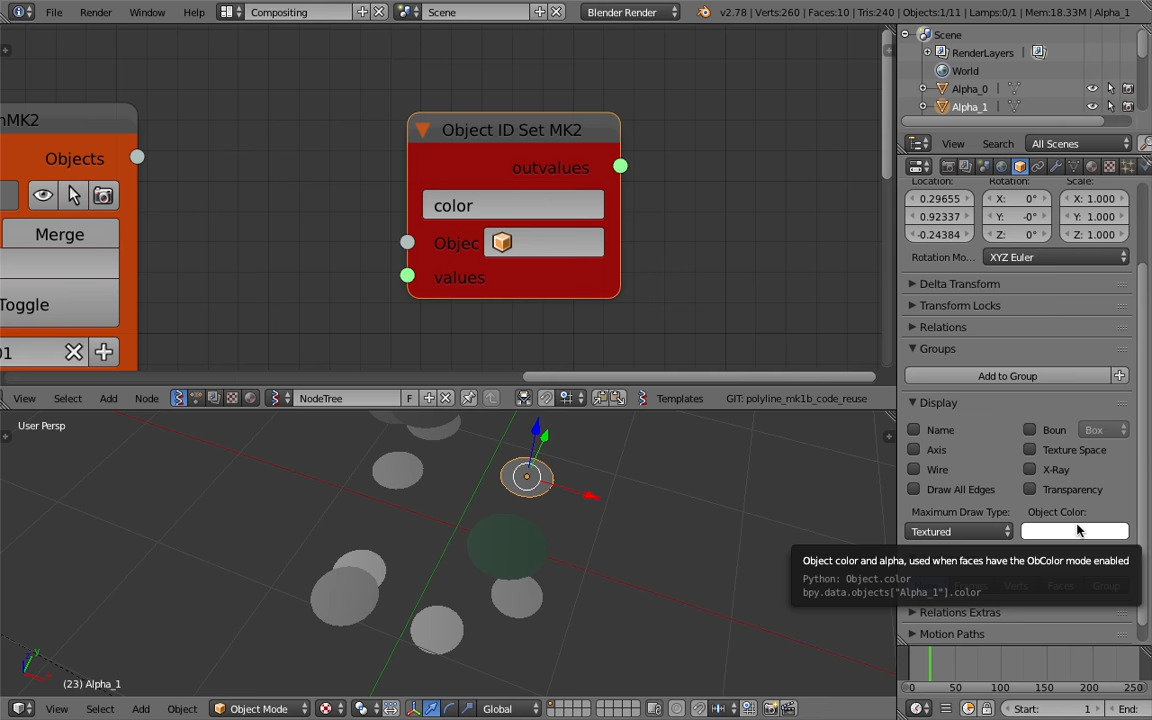 File Render Window Help Compositing Scene Blender Render v2.78 | Verts:260 | Faces:10 | Tris:240 | Objects:1/11 | Lamps:0/1 | Mem:18.33M | Alpha_1
nMK2
Objects
Merge
Toggle
01
Object ID Set MK2
outvalues
color
Objec
values
View Select Add Node NodeTree F Templates GIT: polyline_mk1b_code_reuse
User Persp
(23) Alpha_1
View Select Add Object Object Mode Global
Scene
RenderLayers |
World
Alpha_0 |
Alpha_1 |
View Search All Scenes
Location: Rotation: Scale:
0.29655 X: 0° X: 1.000
0.92337 Y: -0° Y: 1.000
-0.24384 Z: 0° Z: 1.000
Rotation Mo... XYZ Euler
Delta Transform
Transform Locks
Relations
Groups
Add to Group
Display
Name Boun Box
Axis Texture Space
Wire X-Ray
Draw All Edges Transparency
Maximum Draw Type: Object Color:
Textured
Object color and alpha, used when faces have the ObColor mode enabled
Python: Object.color
bpy.data.objects["Alpha_1"].color
Frames Verts Faces Group
Relations Extras
Motion Paths
0 50 100 150 200 250
Start: 1 End: